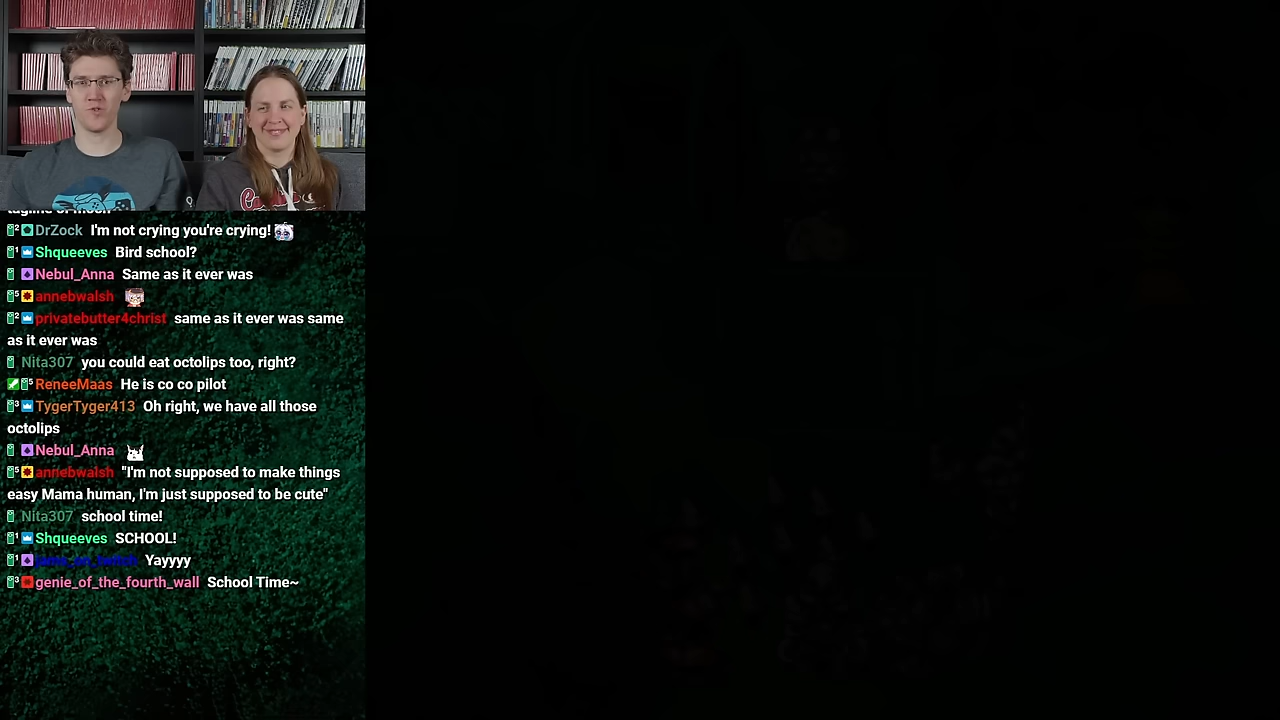 DrZock I'm not crying you're crying!
Shqueeves Bird school?
Nebul_Anna Same as it ever was
annebwalsh
privatebutter4christ same as it ever was same
as it ever was
Nita307 you could eat octolips too, right?
ReneeMaas He is co co pilot
TygerTyger413 Oh right, we have all those
octolips
Nebul_Anna
annebwalsh "I'm not supposed to make things
easy Mama human, I'm just supposed to be cute"
Nita307 school time!
Shqueeves SCHOOL!
Yayyyy
genie_of_the_fourth_wall School Time~